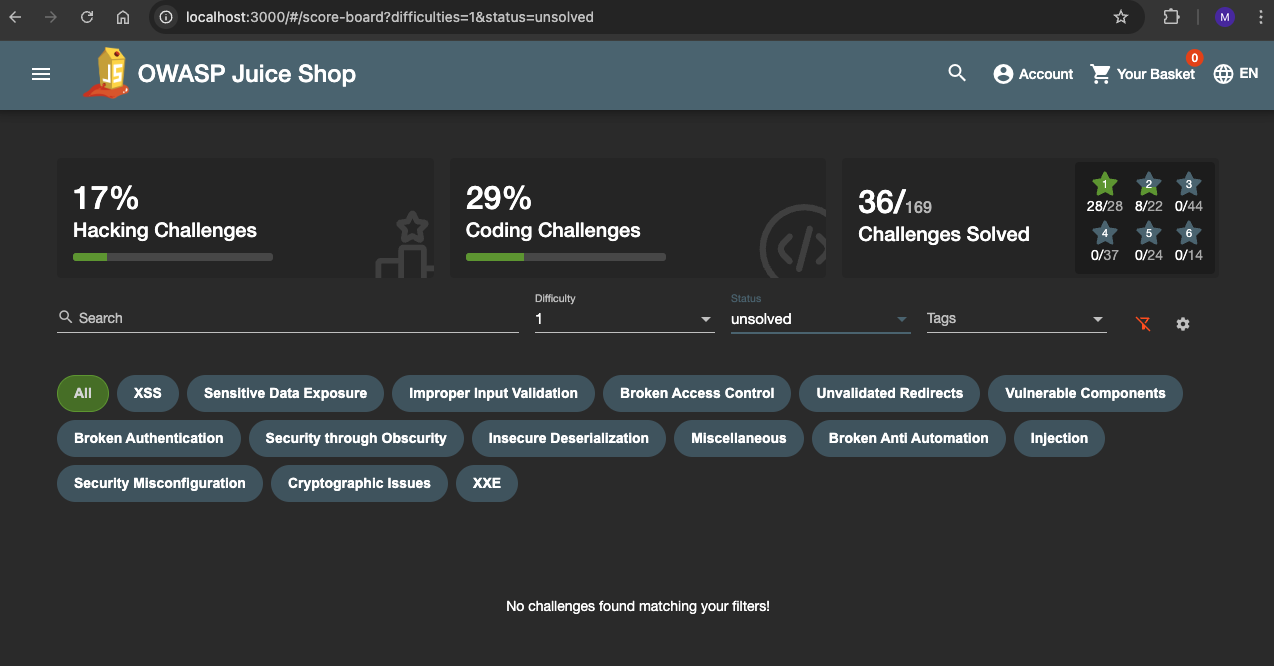 localhost:3000/#/score-board?difficulties=1&status=unsolved
M
JS
OWASP Juice Shop
Account
Your Basket
0
EN
17%
Hacking Challenges
29%
Coding Challenges
36/169
Challenges Solved
1 2 3
28/28 8/22 0/44
4 5 6
0/37 0/24 0/14
Search
Difficulty
1
Status
unsolved
Tags
All XSS Sensitive Data Exposure Improper Input Validation Broken Access Control Unvalidated Redirects Vulnerable Components
Broken Authentication Security through Obscurity Insecure Deserialization Miscellaneous Broken Anti Automation Injection
Security Misconfiguration Cryptographic Issues XXE
No challenges found matching your filters!